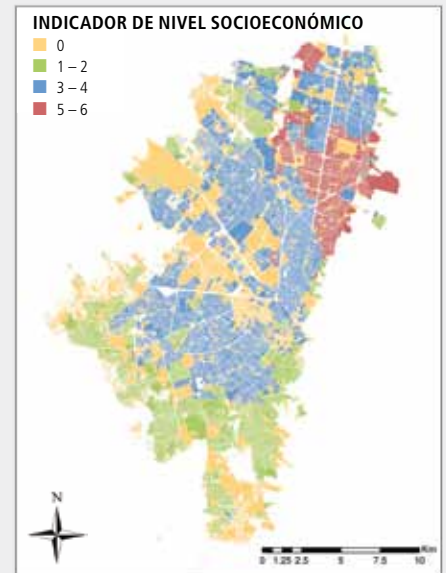 INDICADOR DE NIVEL SOCIOECONÓMICO
0
1 – 2
3 – 4
5 – 6
N
Km
0 1.25 2.5 5 7.5 10